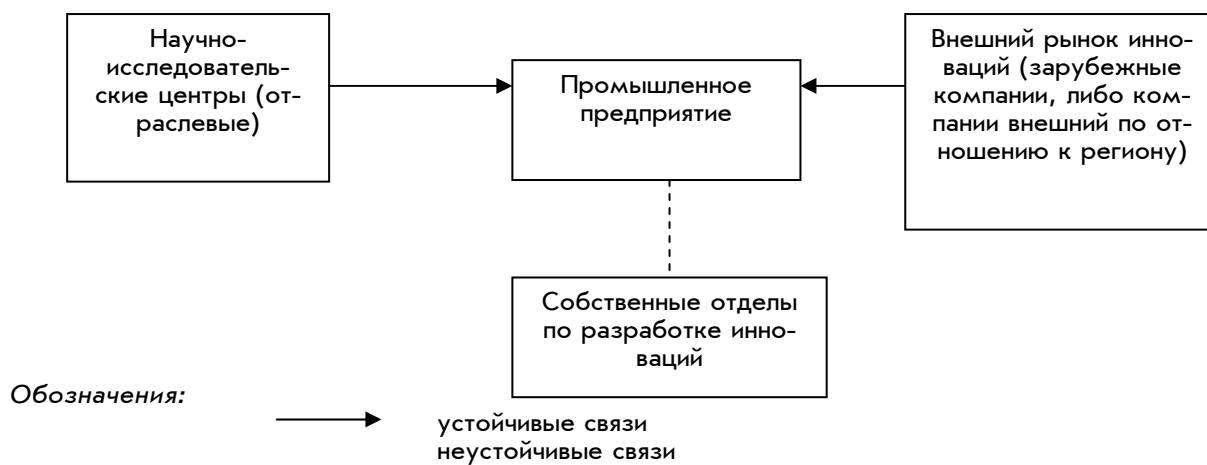 Научно-
исследователь-
ские центры (от-
раслевые)
Промышленное
предприятие
Внешний рынок инно-
ваций (зарубежные
компании, либо ком-
пании внешний по от-
ношению к региону)
Собственные отделы
по разработке инно-
ваций
Обозначения:
устойчивые связи
неустойчивые связи